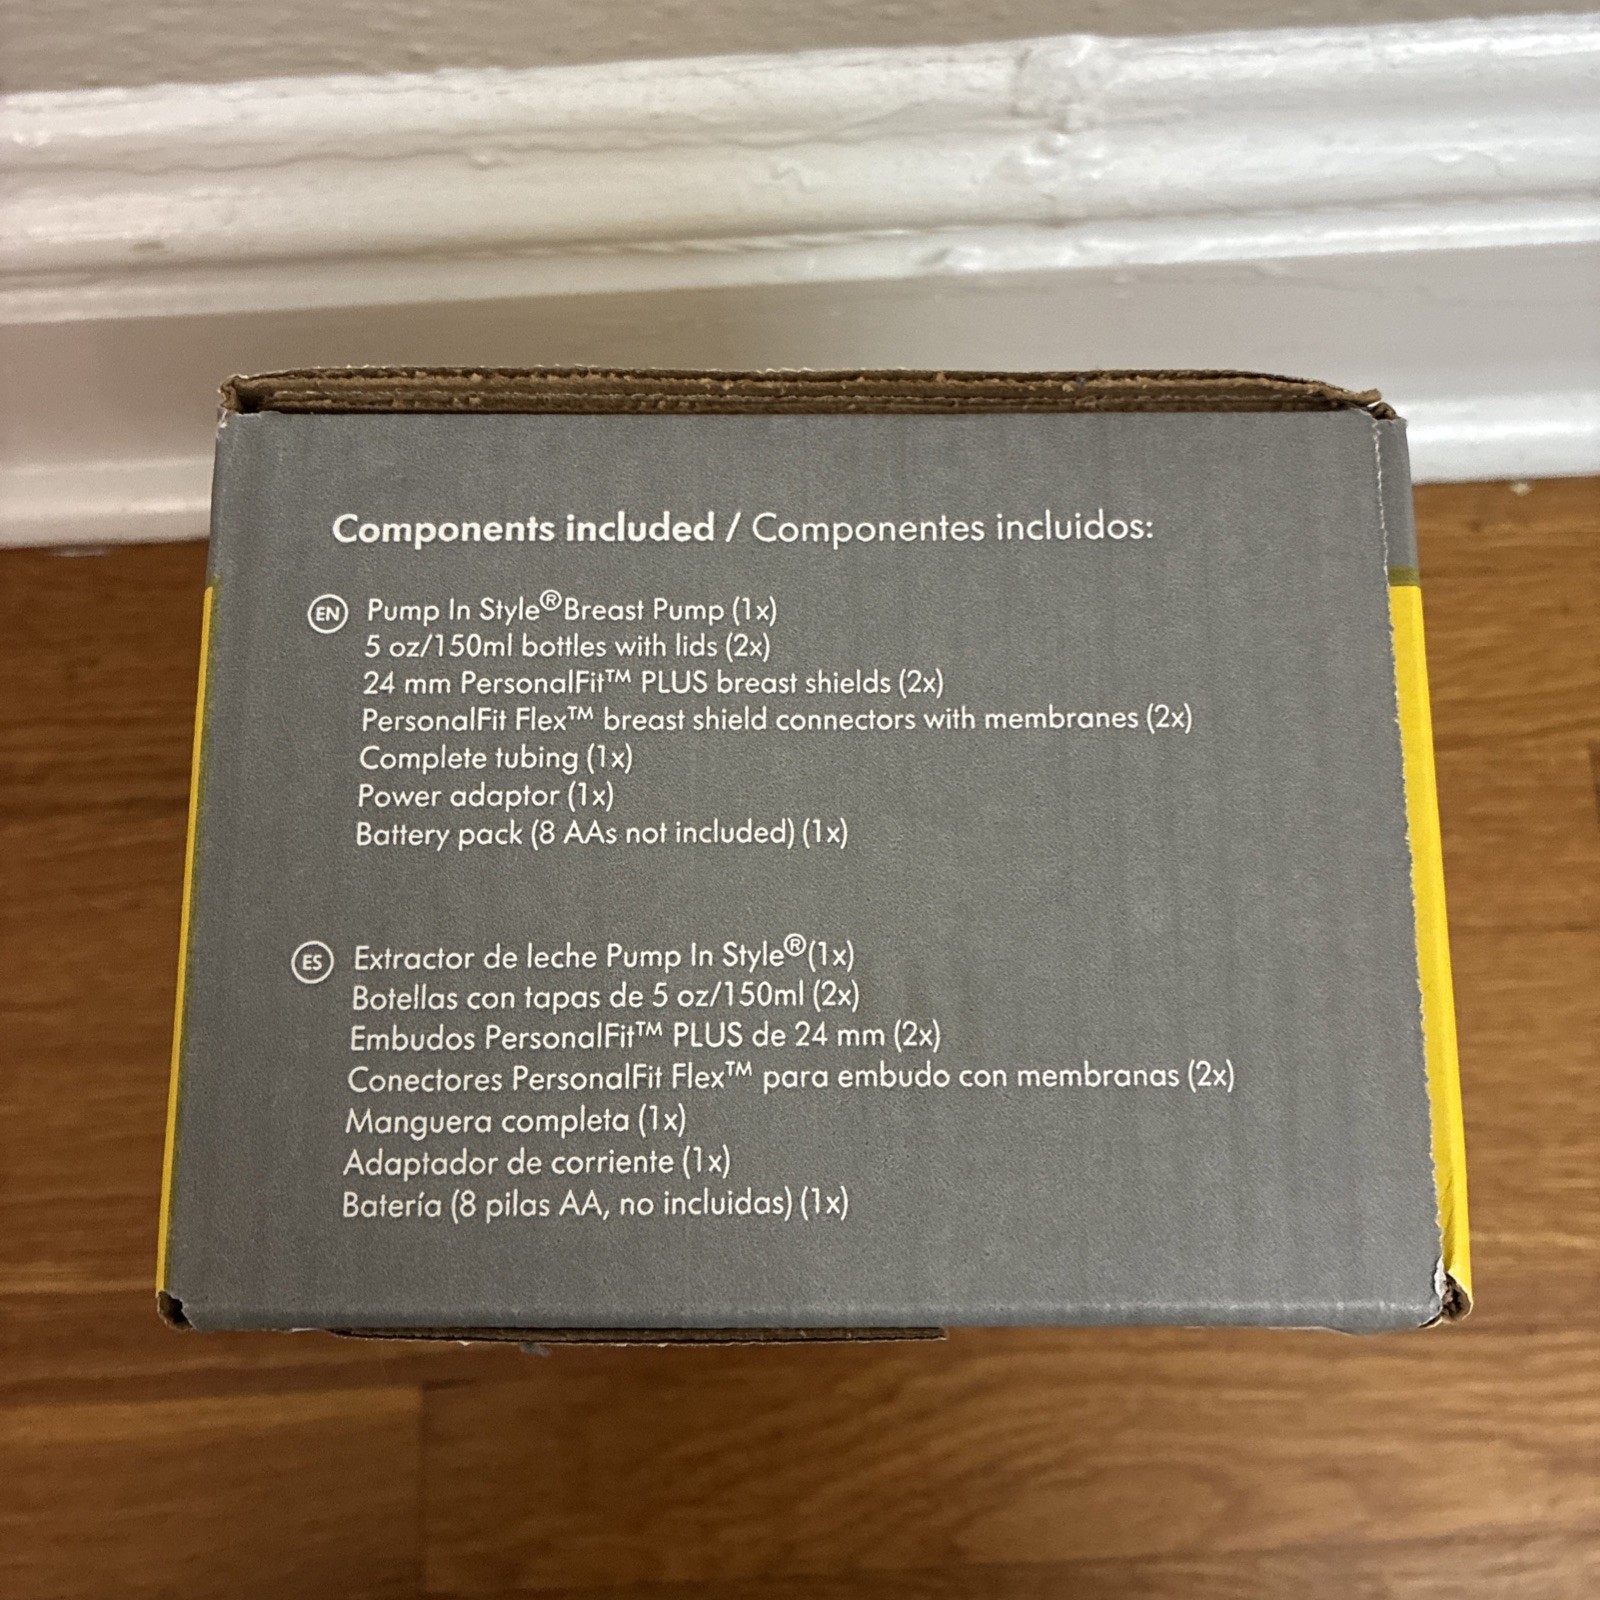 Components included / Componentes incluidos:
EN Pump In Style® Breast Pump (1x)
5 oz/150ml bottles with lids (2x)
24 mm PersonalFit™ PLUS breast shields (2x)
PersonalFit Flex™ breast shield connectors with membranes (2x)
Complete tubing (1x)
Power adaptor (1x)
Battery pack (8 AAs not included) (1x)
ES Extractor de leche Pump In Style® (1x)
Botellas con tapas de 5 oz/150ml (2x)
Embudos PersonalFit™ PLUS de 24 mm (2x)
Conectores PersonalFit Flex™ para embudo con membranas (2x)
Manguera completa (1x)
Adaptador de corriente (1x)
Batería (8 pilas AA, no incluidas) (1x)